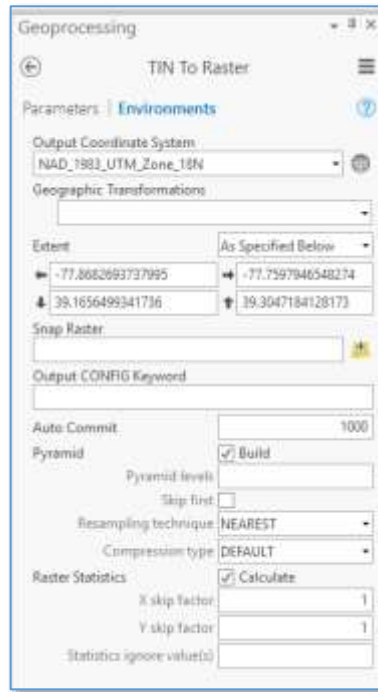 Geoprocessing
TIN To Raster
Parameters | Environments
Output Coordinate System
NAD_1983_UTM_Zone_18N
Geographic Transformations
Extent As Specified Below
-77.8682693737995 -77.7597946548274
39.1656499341736 39.3047184128173
Snap Raster
Output CONFIG Keyword
Auto Commit 1000
Pyramid Build
Pyramid levels
Skip first
Resampling technique NEAREST
Compression type DEFAULT
Raster Statistics Calculate
X skip factor 1
Y skip factor 1
Statistics ignore value(s)